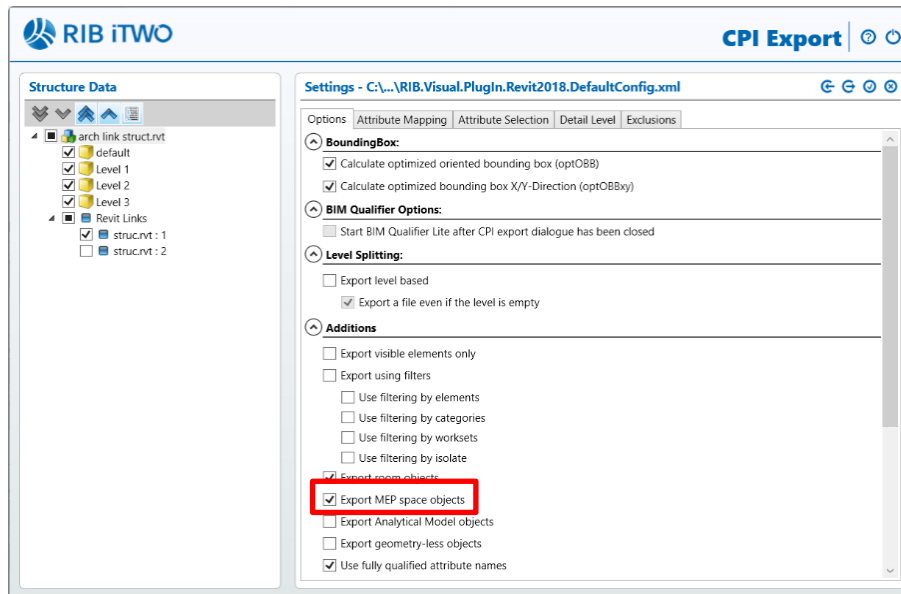 RIB iTWO
CPI Export
Structure Data
arch link struct.rvt
default
Level 1
Level 2
Level 3
Revit Links
struc.rvt : 1
struc.rvt : 2
Settings - C:\...\RIB.Visual.PlugIn.Revit2018.DefaultConfig.xml
Options Attribute Mapping Attribute Selection Detail Level Exclusions
BoundingBox:
Calculate optimized oriented bounding box (optOBB)
Calculate optimized bounding box X/Y-Direction (optOBBxy)
BIM Qualifier Options:
Start BIM Qualifier Lite after CPI export dialogue has been closed
Level Splitting:
Export level based
Export a file even if the level is empty
Additions
Export visible elements only
Export using filters
Use filtering by elements
Use filtering by categories
Use filtering by worksets
Use filtering by isolate
Export room objects
Export MEP space objects
Export Analytical Model objects
Export geometry-less objects
Use fully qualified attribute names